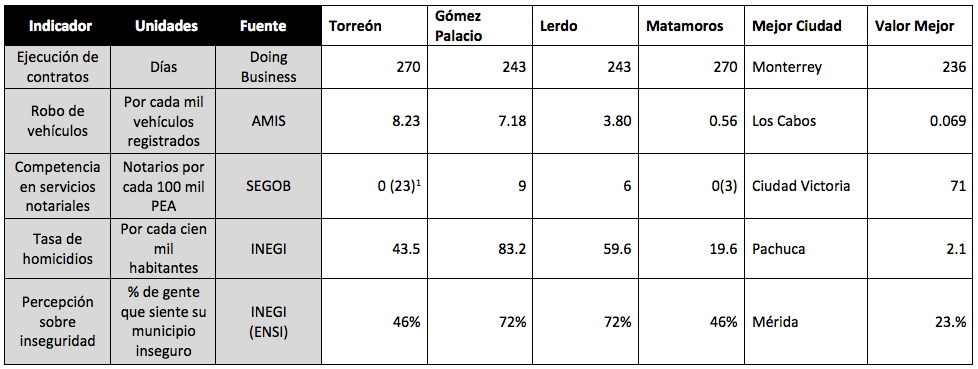 Indicador Unidades Fuente Torreón Gómez Palacio Lerdo Matamoros Mejor Ciudad Valor Mejor
Ejecución de contratos Días Doing Business 270 243 243 270 Monterrey 236
Robo de vehículos Por cada mil vehículos registrados AMIS 8.23 7.18 3.80 0.56 Los Cabos 0.069
Competencia en servicios notariales Notarios por cada 100 mil PEA SEGOB 0 (23)¹ 9 6 0(3) Ciudad Victoria 71
Tasa de homicidios Por cada cien mil habitantes INEGI 43.5 83.2 59.6 19.6 Pachuca 2.1
Percepción sobre inseguridad % de gente que siente su municipio inseguro INEGI (ENSI) 46% 72% 72% 46% Mérida 23.%